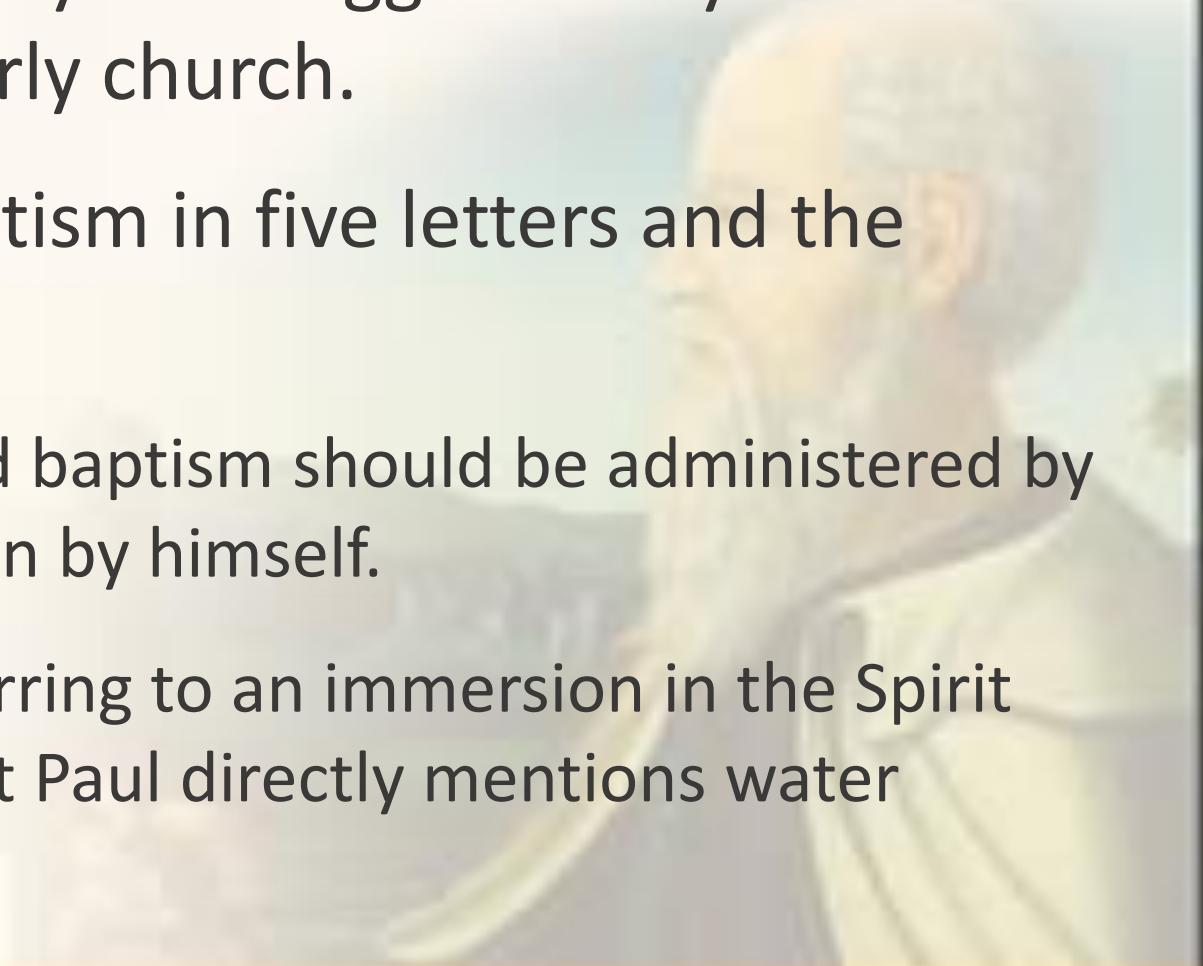 rly church.
tism in five letters and the
d baptism should be administered by
n by himself.
rring to an immersion in the Spirit
t Paul directly mentions water